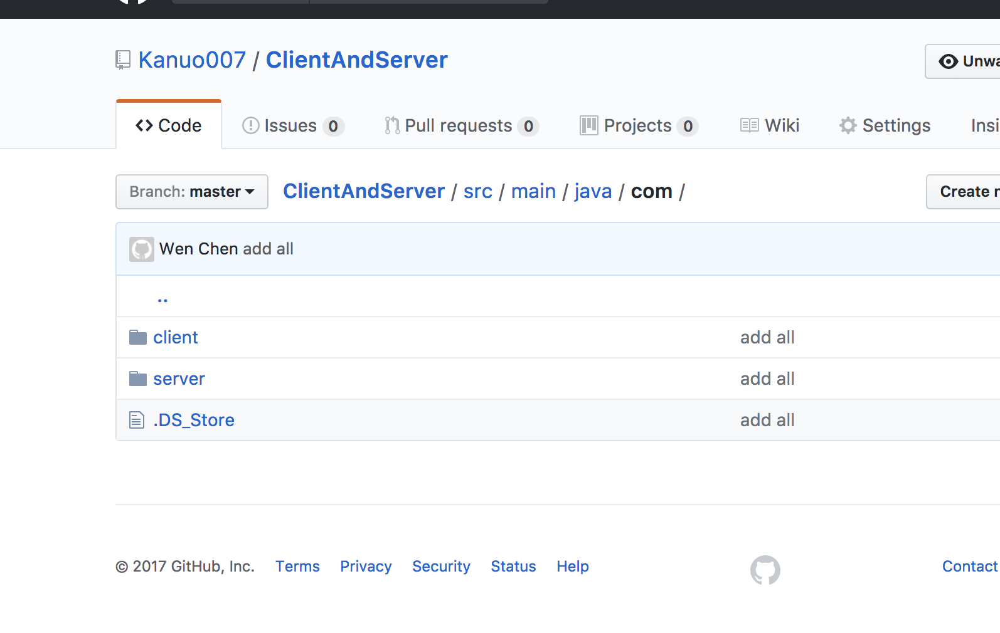 Kanuo007 / ClientAndServer
Unwa
Code Issues 0 Pull requests 0 Projects 0 Wiki Settings Insi
Branch: master ClientAndServer / src / main / java / com /
Create n
Wen Chen add all
..
client add all
server add all
.DS_Store add all
© 2017 GitHub, Inc. Terms Privacy Security Status Help Contact